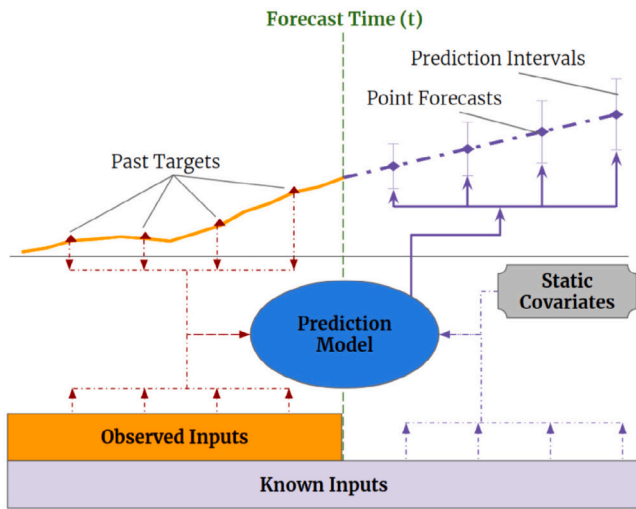 Forecast Time (t)
Prediction Intervals
Point Forecasts
Past Targets
Static
Covariates
Prediction
Model
Observed Inputs
Known Inputs